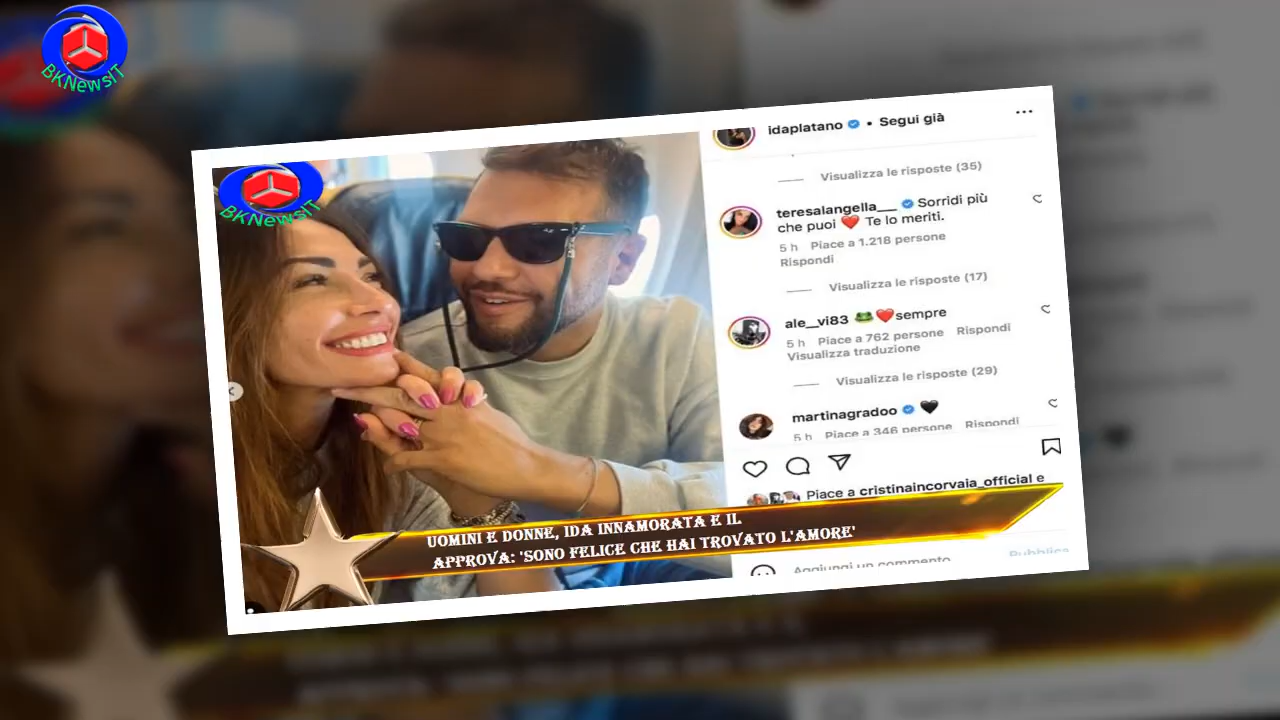 BKNewsIT
BKNewsIT
idaplatano • Segui già
Visualizza le risposte (35)
teresalangella__ Sorridi più
che puoi ❤️ Te lo meriti.
5 h Piace a 1.218 persone
Rispondi
Visualizza le risposte (17)
ale__vi83 🐸❤️sempre
5 h Piace a 762 persone Rispondi
Visualizza traduzione
Visualizza le risposte (29)
martinagradoo 🖤
5 h Piace a 346 persone Rispondi
Piace a cristinaincorvaia_official e
Aggiungi un commento
Pubblica
UOMINI E DONNE, IDA INNAMORATA E IL
APPROVA: 'SONO FELICE CHE HAI TROVATO L'AMORE'